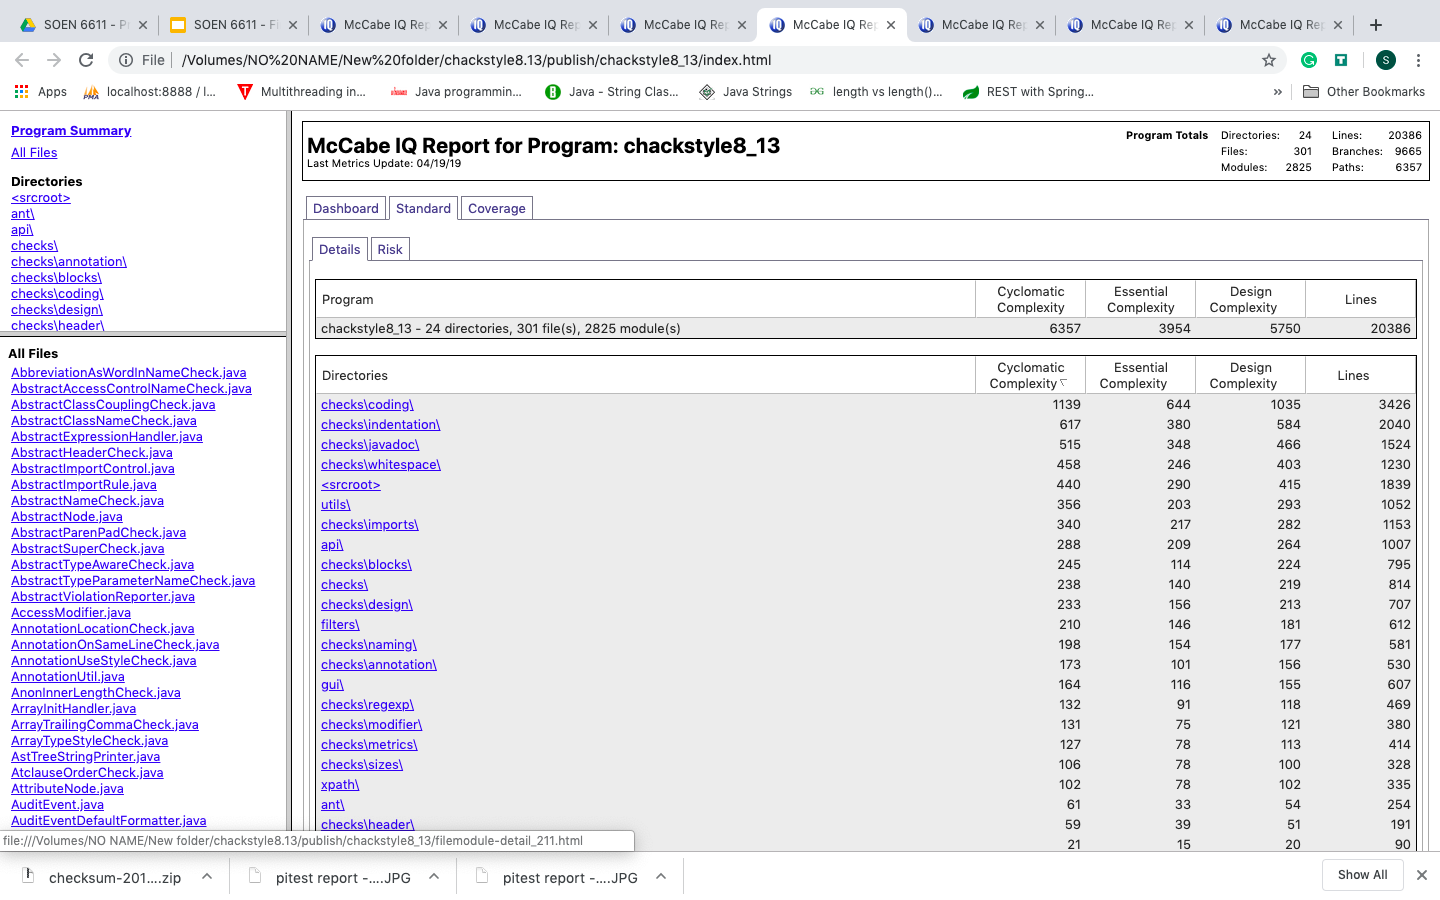 SOEN 6611 - P
SOEN 6611 - F
McCabe IQ Rep
McCabe IQ Rep
McCabe IQ Rep
McCabe IQ Rep
McCabe IQ Rep
McCabe IQ Rep
McCabe IQ Rep
File /Volumes/NO%20NAME/New%20folder/chackstyle8.13/publish/chackstyle8_13/index.html
S
Apps
localhost:8888 / l...
Multithreading in...
Java programmin...
Java - String Clas...
Java Strings
length vs length()...
REST with Spring...
»
Other Bookmarks
Program Summary
All Files
Directories
<srcroot>
ant\
api\
checks\
checks\annotation\
checks\blocks\
checks\coding\
checks\design\
checks\header\
All Files
AbbreviationAsWordInNameCheck.java
AbstractAccessControlNameCheck.java
AbstractClassCouplingCheck.java
AbstractClassNameCheck.java
AbstractExpressionHandler.java
AbstractHeaderCheck.java
AbstractImportControl.java
AbstractImportRule.java
AbstractNameCheck.java
AbstractNode.java
AbstractParenPadCheck.java
AbstractSuperCheck.java
AbstractTypeAwareCheck.java
AbstractTypeParameterNameCheck.java
AbstractViolationReporter.java
AccessModifier.java
AnnotationLocationCheck.java
AnnotationOnSameLineCheck.java
AnnotationUseStyleCheck.java
AnnotationUtil.java
AnonInnerLengthCheck.java
ArrayInitHandler.java
ArrayTrailingCommaCheck.java
ArrayTypeStyleCheck.java
AstTreeStringPrinter.java
AtclauseOrderCheck.java
AttributeNode.java
AuditEvent.java
AuditEventDefaultFormatter.java
file:///Volumes/NO NAME/New folder/chackstyle8.13/publish/chackstyle8_13/filemodule-detail_211.html
McCabe IQ Report for Program: chackstyle8_13
Last Metrics Update: 04/19/19
Program Totals Directories: 24 Lines: 20386
Files: 301 Branches: 9665
Modules: 2825 Paths: 6357
Dashboard Standard Coverage
Details Risk
Program Cyclomatic Complexity Essential Complexity Design Complexity Lines
chackstyle8_13 - 24 directories, 301 file(s), 2825 module(s) 6357 3954 5750 20386
Directories Cyclomatic Complexity Essential Complexity Design Complexity Lines
checks\coding\ 1139 644 1035 3426
checks\indentation\ 617 380 584 2040
checks\javadoc\ 515 348 466 1524
checks\whitespace\ 458 246 403 1230
<srcroot> 440 290 415 1839
utils\ 356 203 293 1052
checks\imports\ 340 217 282 1153
api\ 288 209 264 1007
checks\blocks\ 245 114 224 795
checks\ 238 140 219 814
checks\design\ 233 156 213 707
filters\ 210 146 181 612
checks\naming\ 198 154 177 581
checks\annotation\ 173 101 156 530
gui\ 164 116 155 607
checks\regexp\ 132 91 118 469
checks\modifier\ 131 75 121 380
checks\metrics\ 127 78 113 414
checks\sizes\ 106 78 100 328
xpath\ 102 78 102 335
ant\ 61 33 54 254
checks\header\ 59 39 51 191
21 15 20 90
checksum-201....zip
pitest report -....JPG
pitest report -....JPG
Show All